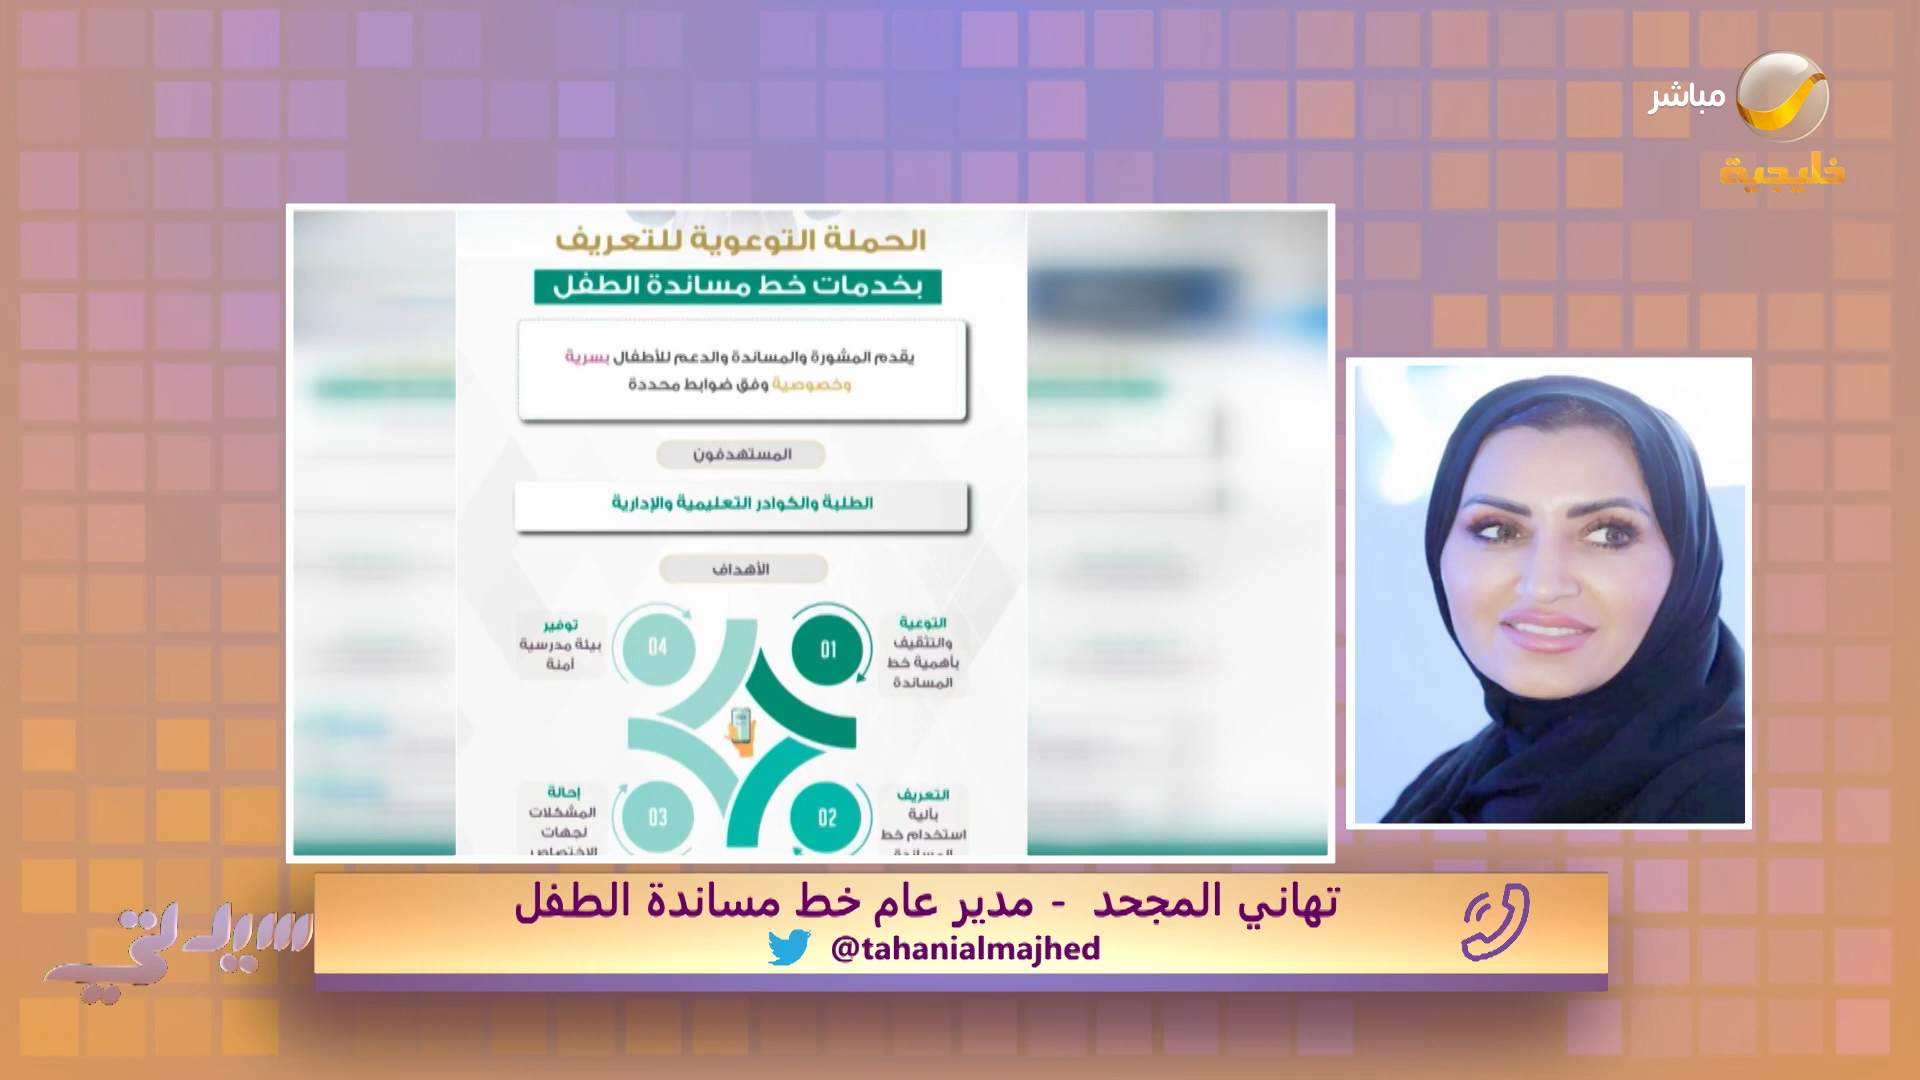 مباشر
خليجية
الحملة التوعوية للتعريف
بخدمات خط مساندة الطفل
يقدم المشورة والمساندة والدعم للأطفال بسرية
وخصوصية وفق ضوابط محددة
المستهدفون
الطلبة والكوادر التعليمية والإدارية
الأهداف
01
التوعية
والتثقيف
بأهمية خط
المساندة
04
توفير
بيئة مدرسية
آمنة
02
التعريف
بآلية
استخدام خط
المساندة
03
إحالة
المشكلات
لجهات
الاختصاص
تهاني المجحد - مدير عام خط مساندة الطفل
@tahanialmajhed
سيدتي